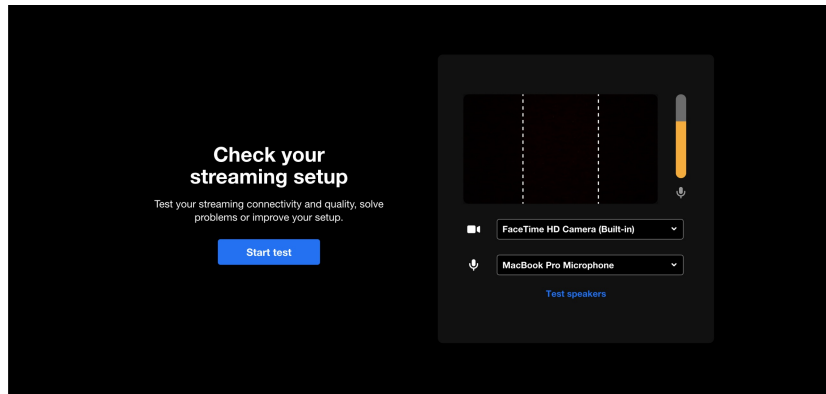 Check your
streaming setup
Test your streaming connectivity and quality, solve
problems or improve your setup.
Start test
FaceTime HD Camera (Built-in)
MacBook Pro Microphone
Test speakers